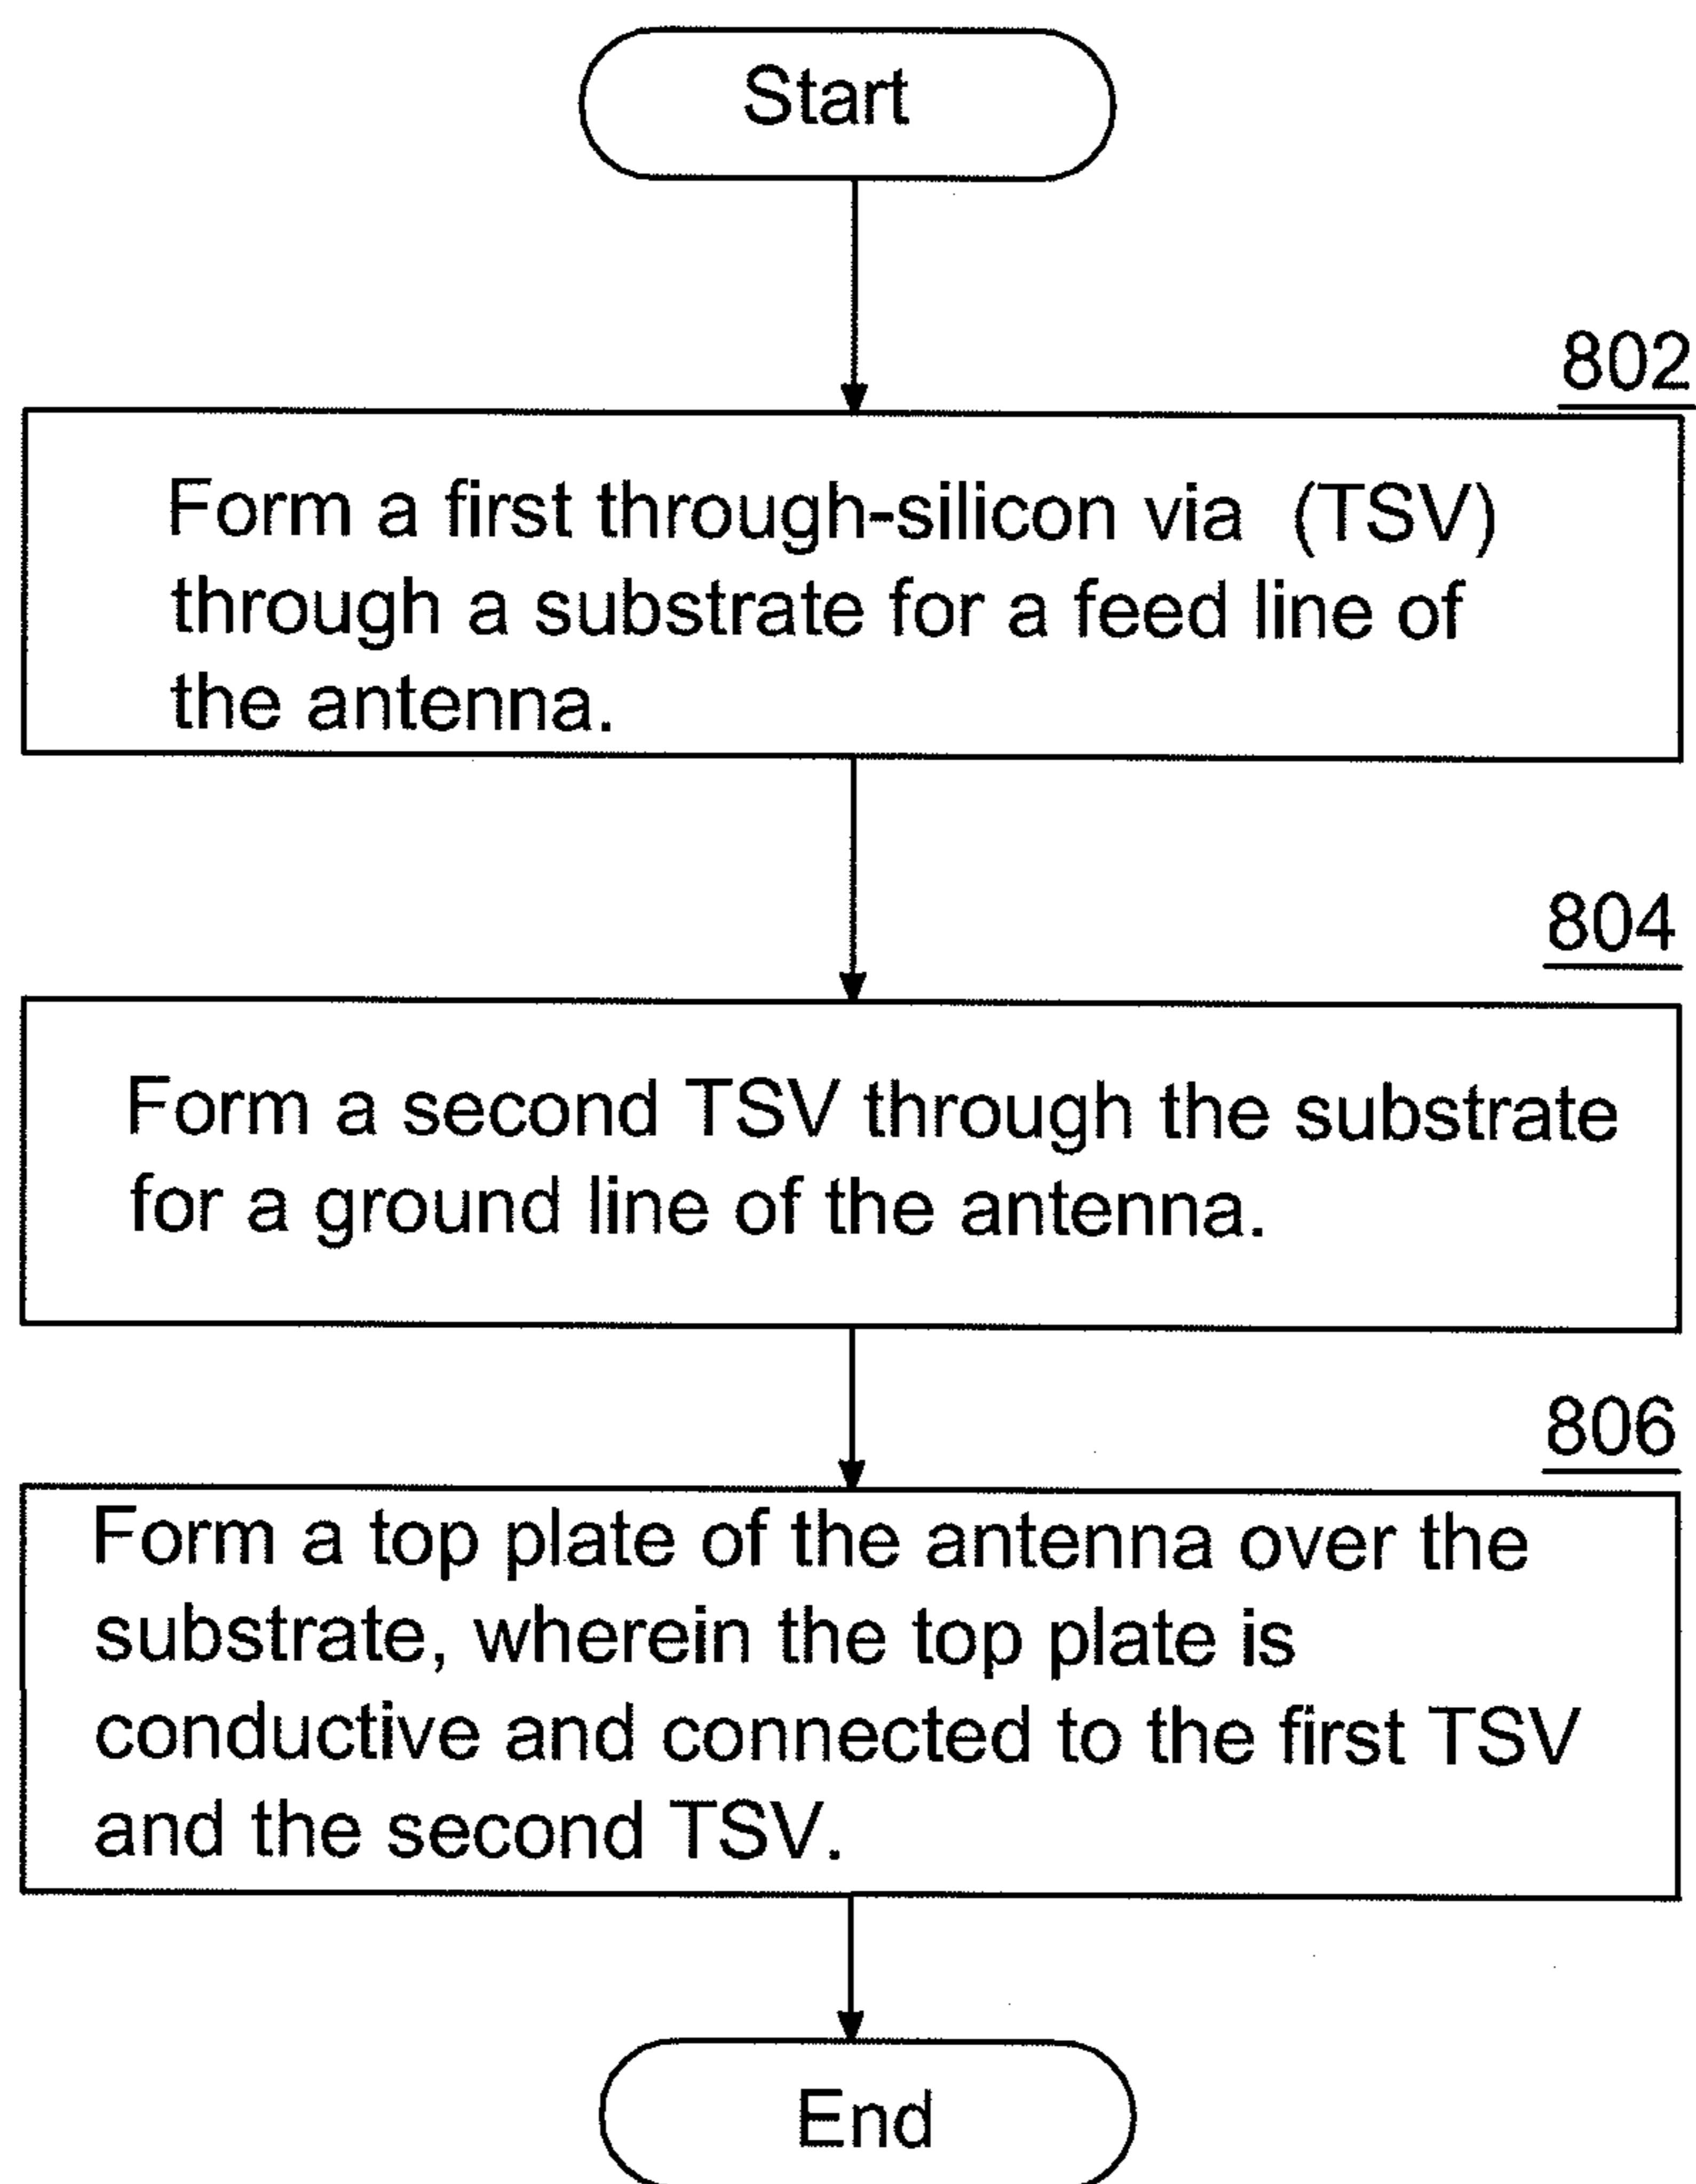 Start
802
Form a first through-silicon via (TSV)
through a substrate for a feed line of
the antenna.
804
Form a second TSV through the substrate
for a ground line of the antenna.
806
Form a top plate of the antenna over the
substrate, wherein the top plate is
conductive and connected to the first TSV
and the second TSV.
End